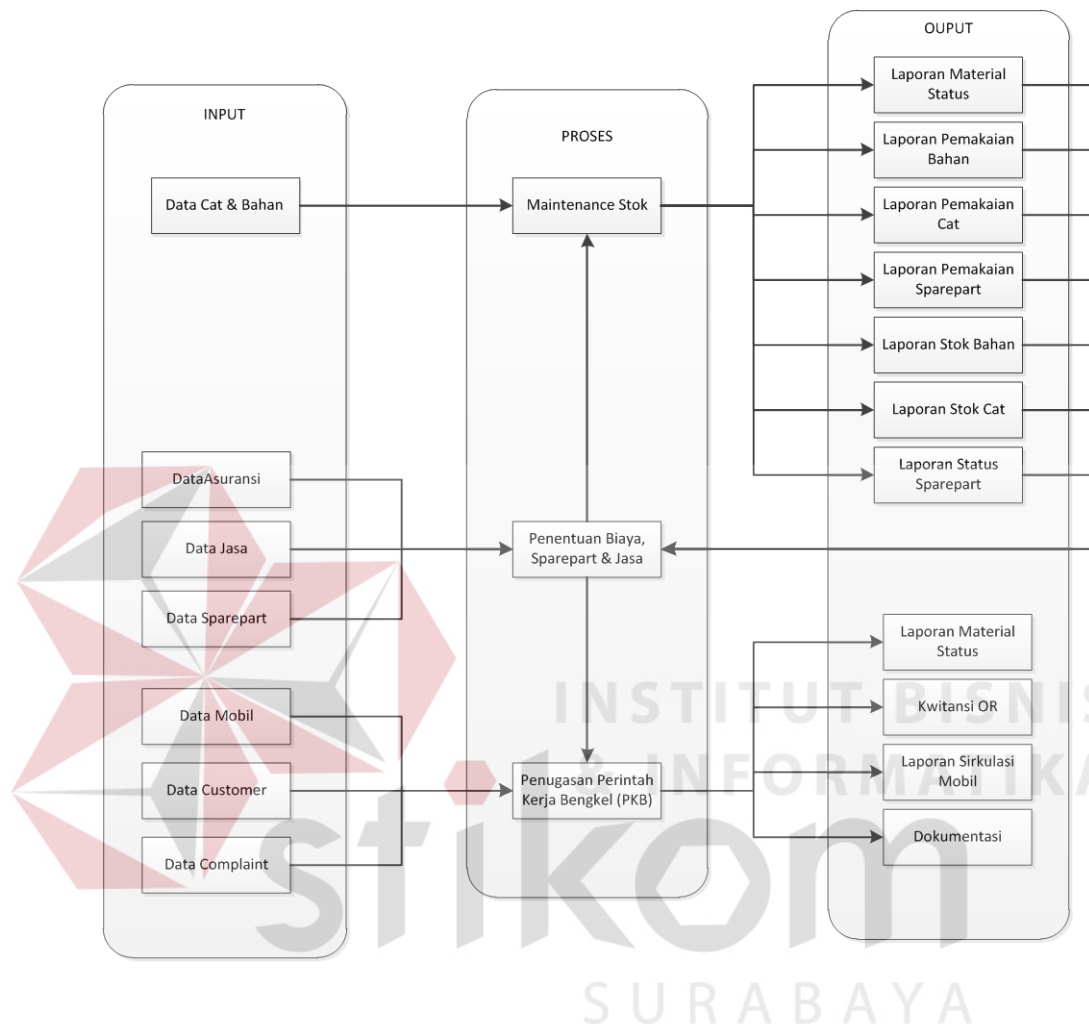 INPUT
Data Cat & Bahan
DataAsuransi
Data Jasa
Data Sparepart
Data Mobil
Data Customer
Data Complaint
PROSES
Maintenance Stok
Penentuan Biaya,
Sparepart & Jasa
Penugasan Perintah
Kerja Bengkel (PKB)
OUPUT
Laporan Material
Status
Laporan Pemakaian
Bahan
Laporan Pemakaian
Cat
Laporan Pemakaian
Sparepart
Laporan Stok Bahan
Laporan Stok Cat
Laporan Status
Sparepart
Laporan Material
Status
Kwitansi OR
Laporan Sirkulasi
Mobil
Dokumentasi
INSTITUT BISNIS
& INFORMATIKA
stikom
SURABAYA